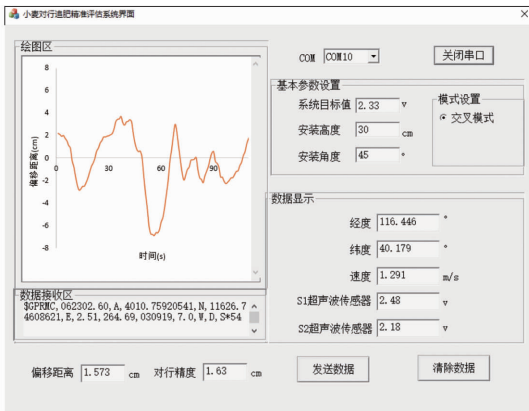 小麦对行追肥精准评估系统界面
绘图区
8
6
4
2
0
-2
-4
-6
-8
0 30 60 90
偏移距离(cm)
时间(s)
COM COM10
关闭串口
基本参数设置
系统目标值 2.33 v
安装高度 30 cm
安装角度 45 °
模式设置
交叉模式
数据显示
经度 116.446 °
纬度 40.179 °
速度 1.291 m/s
S1超声波传感器 2.48 v
S2超声波传感器 2.18 v
数据接收区
$GPRMC,062302.60,A,4010.75920541,N,11626.7
4608621,E,2.51,264.69,030919,7.0,W,D,S*54
偏移距离 1.573 cm 对行精度 1.63 cm
发送数据
清除数据